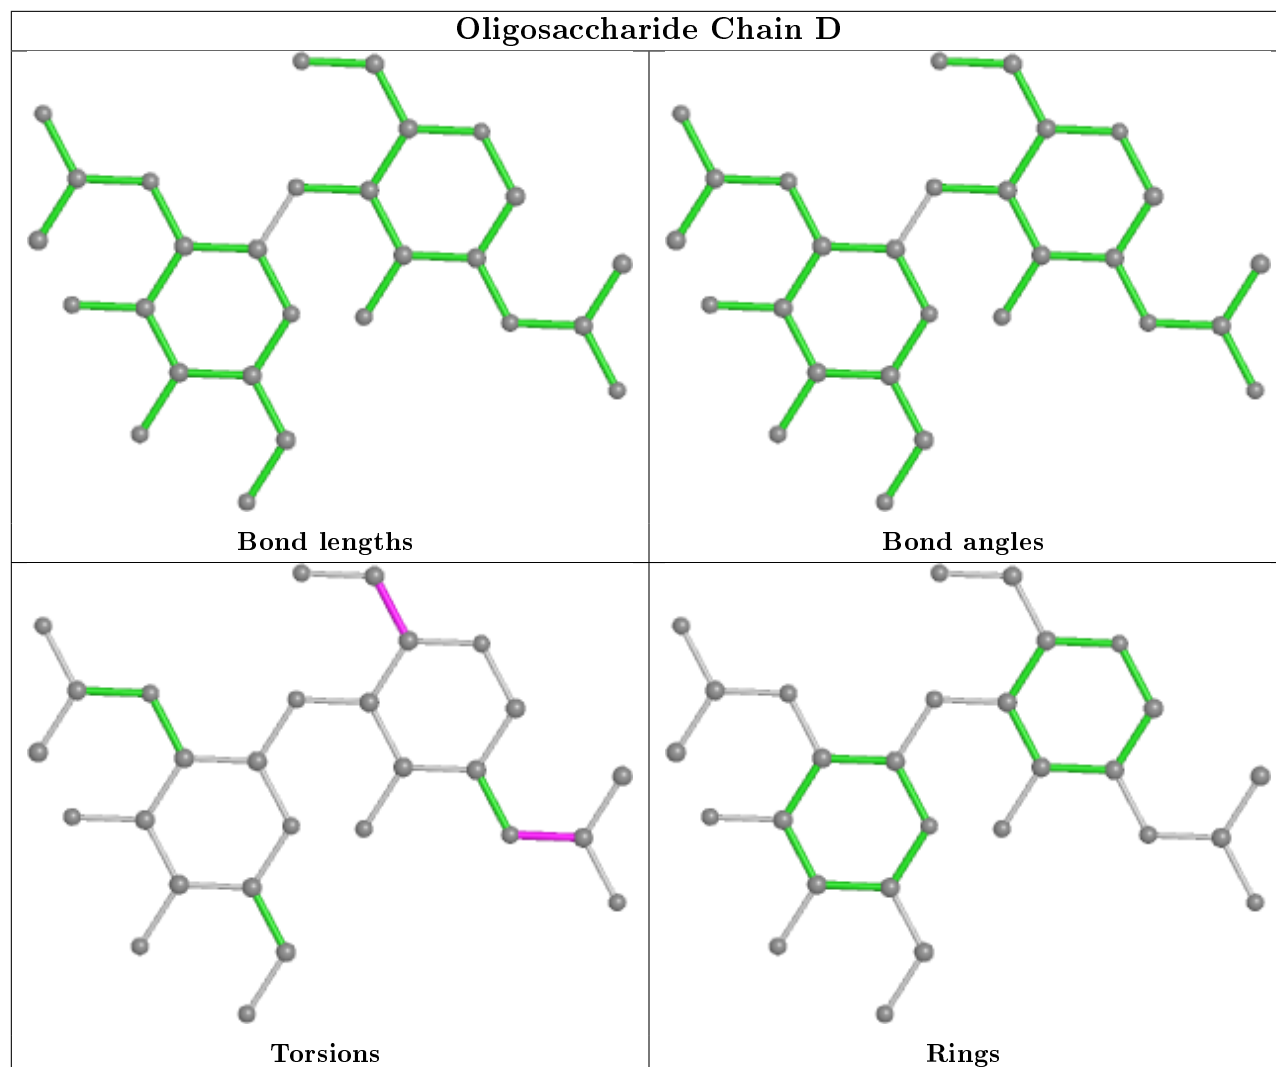 Oligosaccharide Chain D
Bond lengths
Bond angles
Torsions
Rings